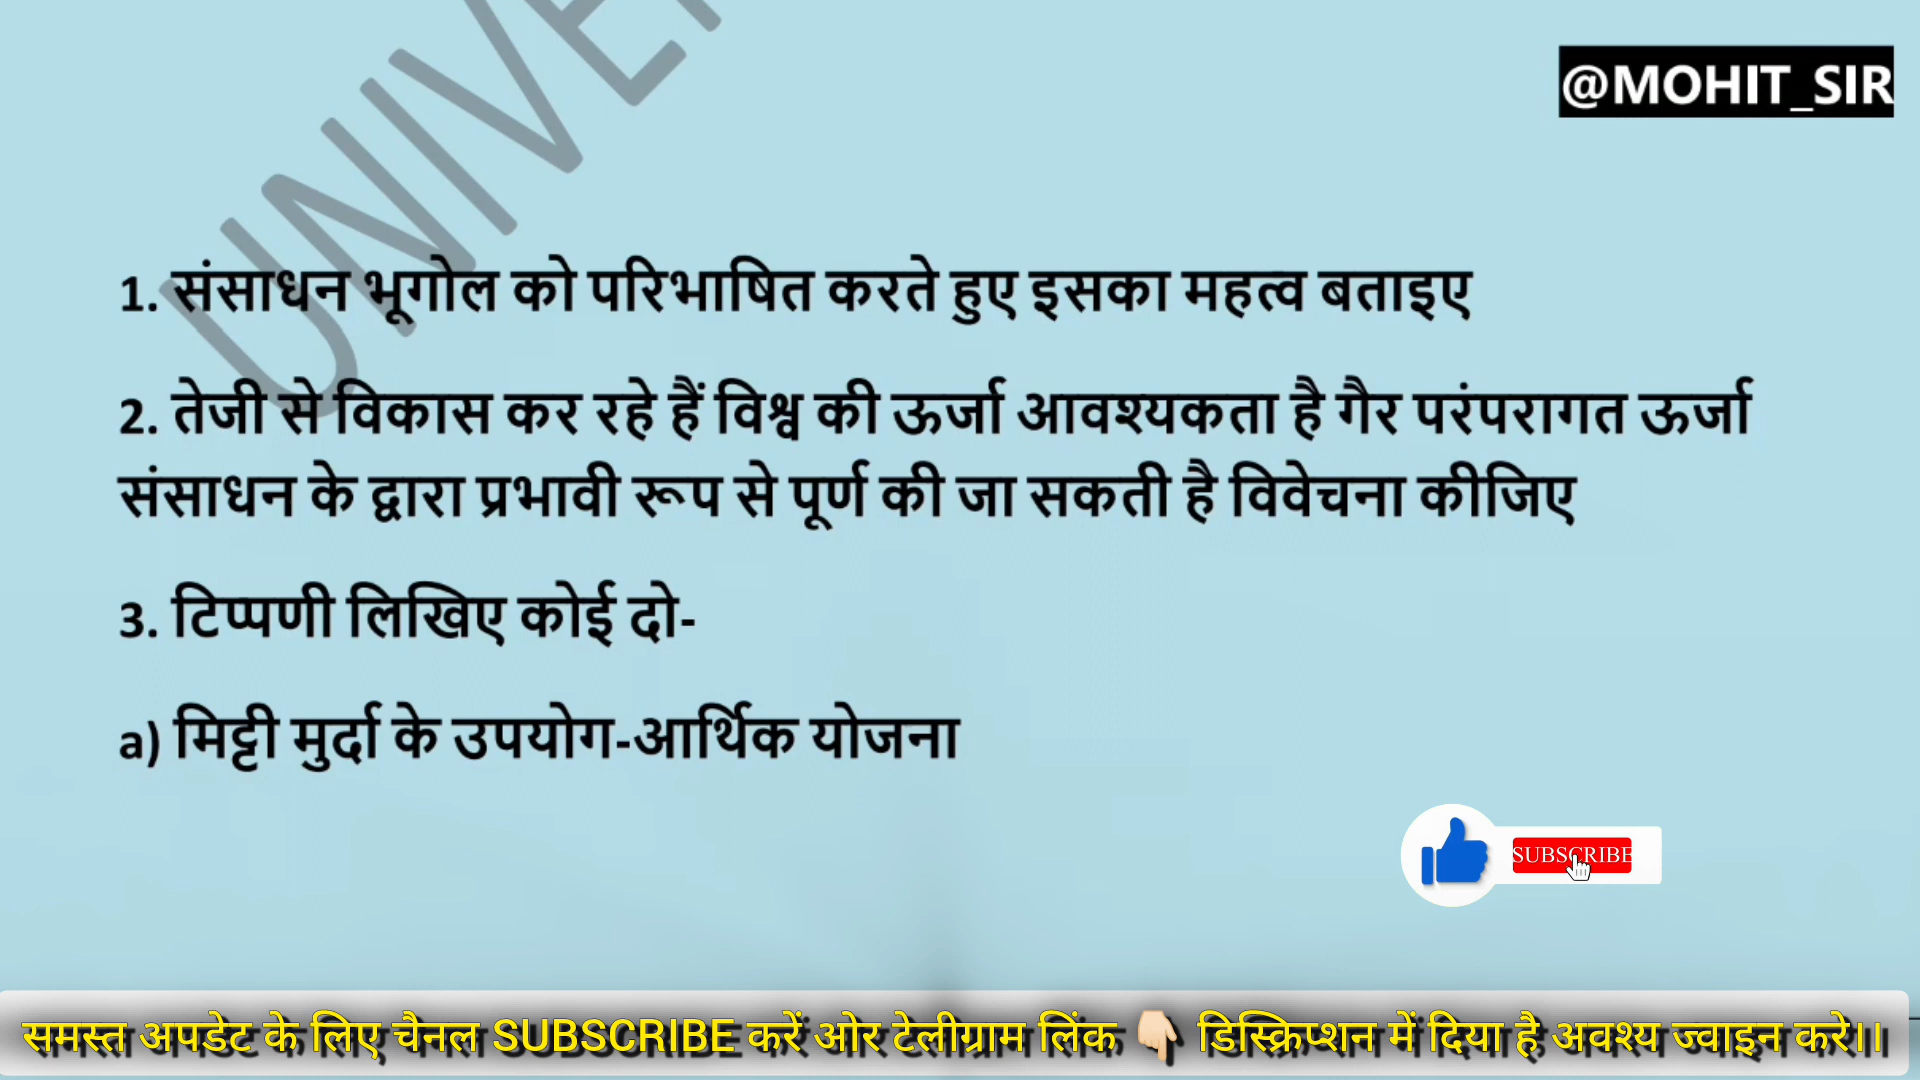 UNIVE
@MOHIT_SIR
1. संसाधन भूगोल को परिभाषित करते हुए इसका महत्व बताइए
2. तेजी से विकास कर रहे हैं विश्व की ऊर्जा आवश्यकता है गैर परंपरागत ऊर्जा
संसाधन के द्वारा प्रभावी रूप से पूर्ण की जा सकती है विवेचना कीजिए
3. टिप्पणी लिखिए कोई दो-
a) मिट्टी मुर्दा के उपयोग-आर्थिक योजना
SUBSCRIBE
समस्त अपडेट के लिए चैनल SUBSCRIBE करें ओर टेलीग्राम लिंक 👇🏻 डिस्क्रिप्शन में दिया है अवश्य ज्वाइन करे।।